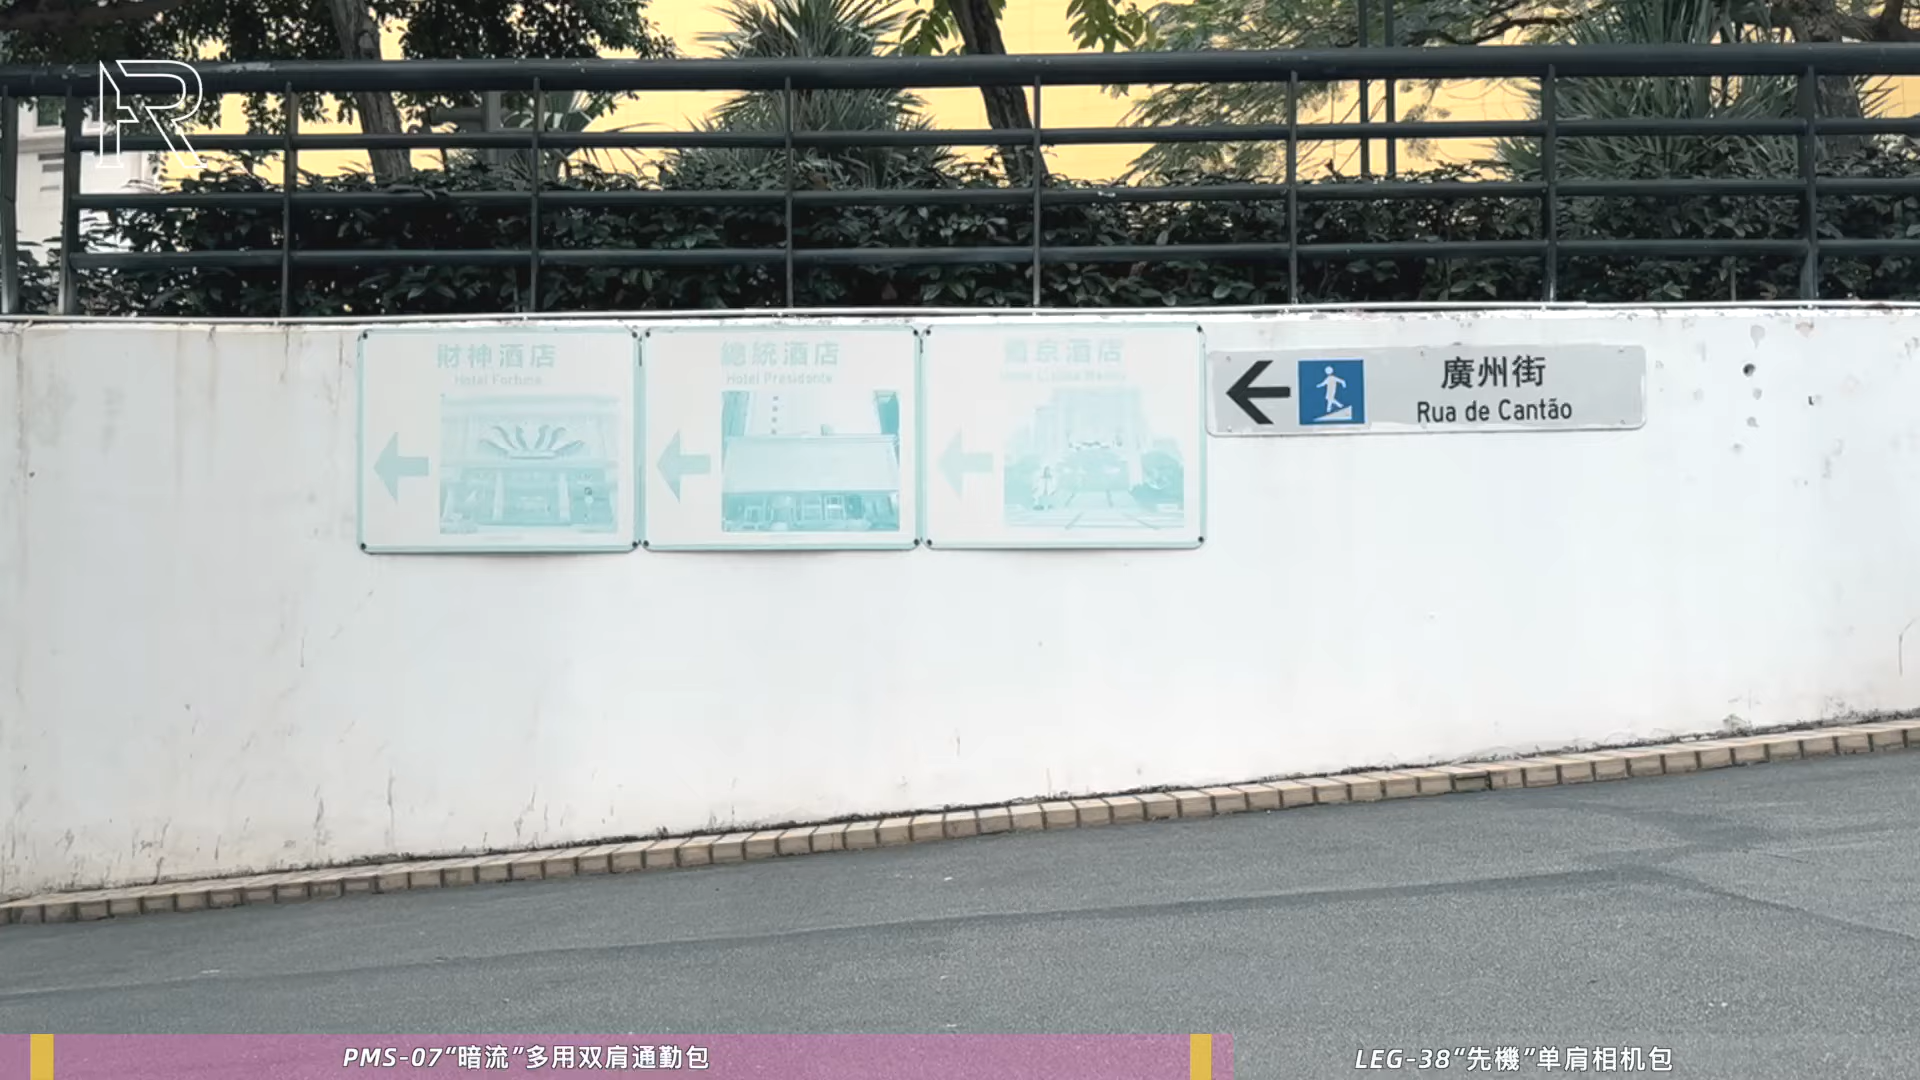 財神酒店
Hotel Fortuna
總統酒店
Hotel Presidente
葡京酒店
廣州街
Rua de Cantão
PMS-07“暗流”多用双肩通勤包
LEG-38“先機”单肩相机包